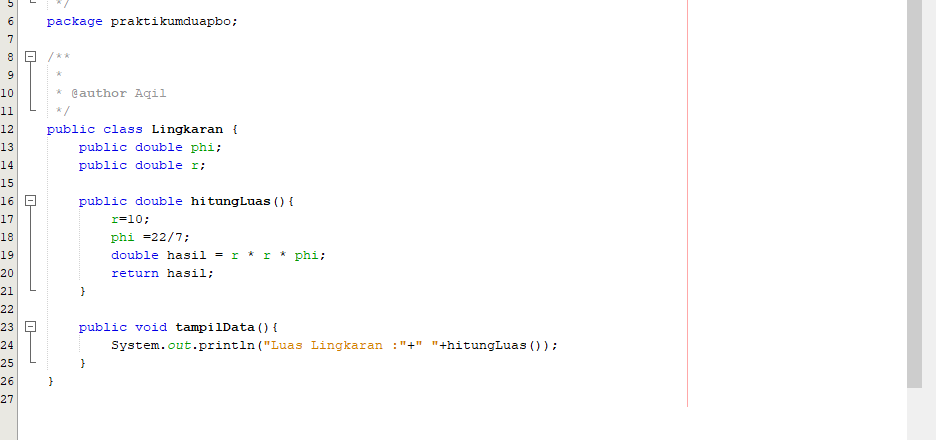 5 */
6 package praktikumduapbo;
7
8 /**
9 *
10 * @author Aqil
11 */
12 public class Lingkaran {
13 public double phi;
14 public double r;
15
16 public double hitungLuas(){
17 r=10;
18 phi =22/7;
19 double hasil = r * r * phi;
20 return hasil;
21 }
22
23 public void tampilData(){
24 System.out.println("Luas Lingkaran :"+" "+hitungLuas());
25 }
26 }
27